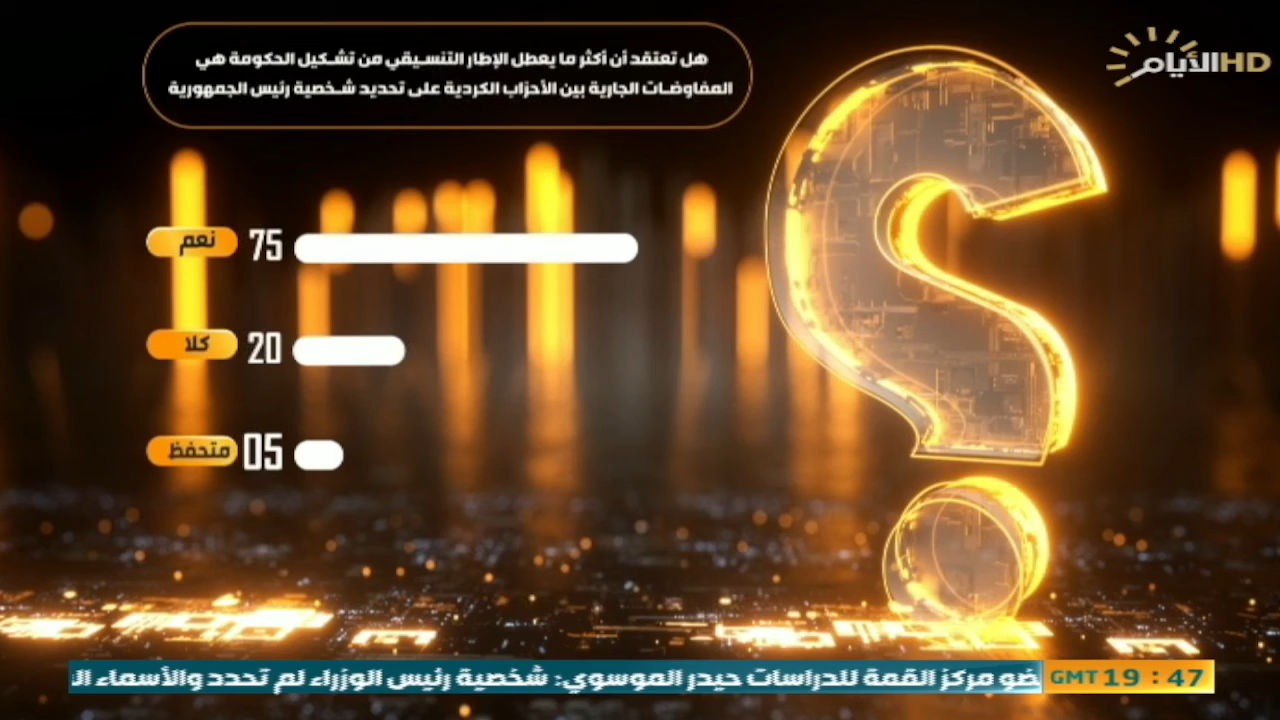 هل تعتقد أن أكثر ما يعطل الإطار التنسيقي من تشكيل الحكومة هي
المفاوضات الجارية بين الأحزاب الكردية على تحديد شخصية رئيس الجمهورية
الأيام HD
نعم 75
كلا 20
متحفظ 05
ضو مركز القمة للدراسات حيدر الموسوي: شخصية رئيس الوزراء لم تحدد والأسماء ال
GMT 19 : 47